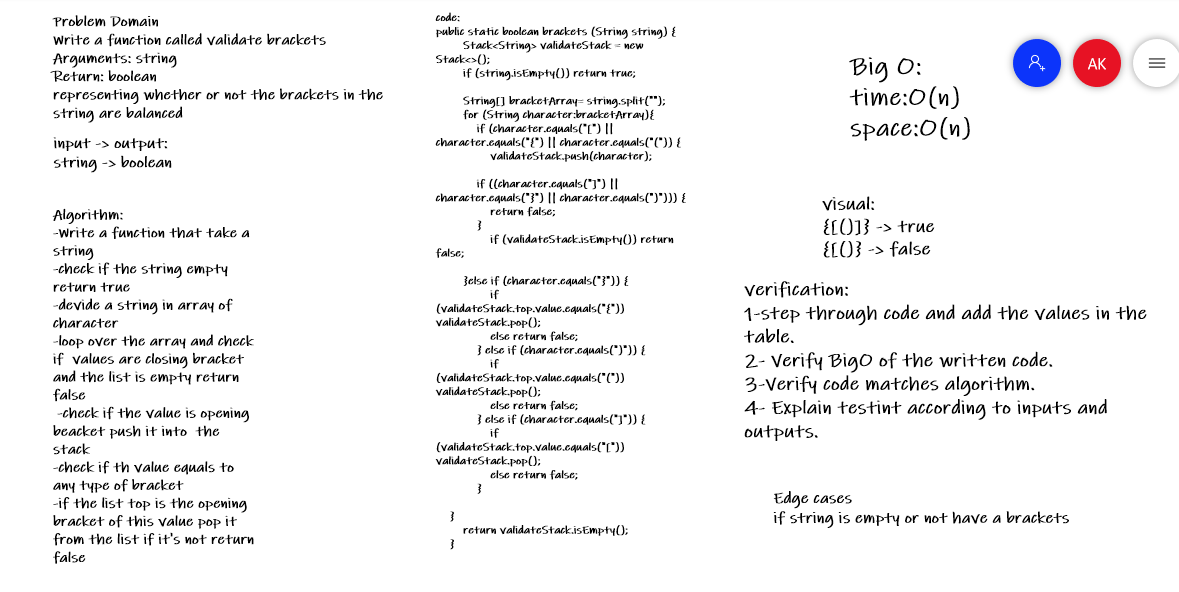 Problem Domain
Write a function called validate brackets
Arguments: string
Return: boolean
representing whether or not the brackets in the
string are balanced
input -> output:
string -> boolean
Algorithm:
-Write a function that take a
string
-check if the string empty
return true
-devide a string in array of
character
-loop over the array and check
if values are closing bracket
and the list is empty return
false
-check if the value is opening
beacket push it into the
stack
-check if th value equals to
any type of bracket
-if the list top is the opening
bracket of this value pop it
from the list if it's not return
false
code:
public static boolean brackets (String string) {
Stack<String> validateStack = new
Stack<>();
if (string.isEmpty()) return true;
String[] bracketArray= string.split("");
for (String character:bracketArray){
if (character.equals("[") ||
character.equals("{") || character.equals("(")) {
validateStack.push(character);
if ((character.equals("]") ||
character.equals("}") || character.equals(")"))) {
return false;
}
if (validateStack.isEmpty()) return
false;
}else if (character.equals("}")) {
if
(validateStack.top.value.equals("{"))
validateStack.pop();
else return false;
} else if (character.equals(")")) {
if
(validateStack.top.value.equals("("))
validateStack.pop();
else return false;
} else if (character.equals("]")) {
if
(validateStack.top.value.equals("["))
validateStack.pop();
else return false;
}
}
return validateStack.isEmpty();
}
Big O:
time:O(n)
space:O(n)
AK
visual:
{[()]} -> true
{[()} -> false
verification:
1-step through code and add the values in the
table.
2- Verify BigO of the written code.
3-Verify code matches algorithm.
4- Explain testint according to inputs and
outputs.
Edge cases
if string is empty or not have a brackets